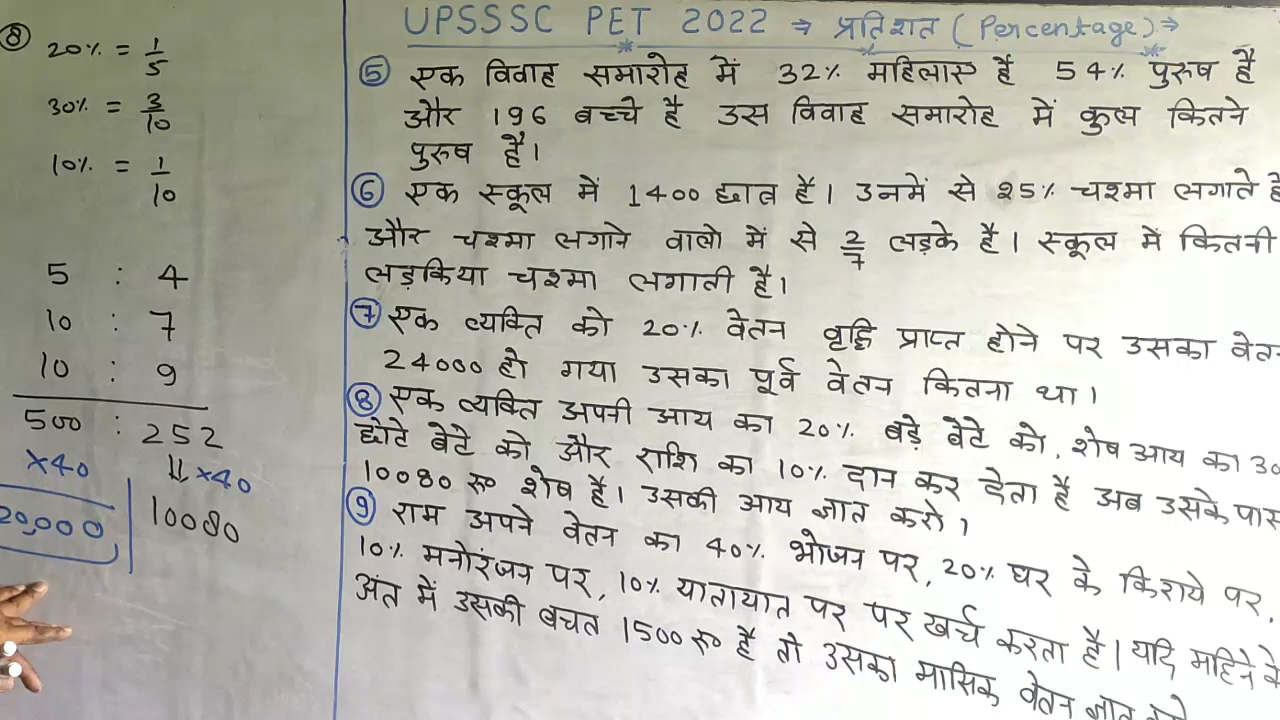 UPSSSC PET 2022 → प्रतिशत (Percentage) →
⑧ 20% = 1/5
30% = 3/10
10% = 1/10
5 : 4
10 : 7
10 : 9
500 : 252
×40 ⇓ ×40
20,000 10080
⑤ एक विवाह समारोह में 32% महिलाए है 54% पुरुष है
और 196 बच्चे है उस विवाह समारोह में कुल कितने
पुरुष है।
⑥ एक स्कूल में 1400 छात्र है। उनमें से 25% चश्मा लगाते है
और चश्मा लगाने वालो में से 2/7 लड़के है। स्कूल में कितनी
लड़किया चश्मा लगाती है।
⑦ एक व्यक्ति को 20% वेतन वृद्धि प्राप्त होने पर उसका वेतन
24000 हो गया उसका पूर्व वेतन कितना था।
⑧ एक व्यक्ति अपनी आय का 20% बड़े बेटे को, शेष आय का 30
छोटे बेटे को और राशि का 10% दान कर देता है अब उसके पास
10080 रू० शेष है। उसकी आय ज्ञात करो।
⑨ राम अपने वेतन का 40% भोजन पर, 20% घर के किराये पर,
10% मनोरंजन पर, 10% यातायात पर पर खर्च करता है। यदि महिने के
अंत में उसकी बचत 1500 रू० है तो उसका मासिक वेतन ज्ञात